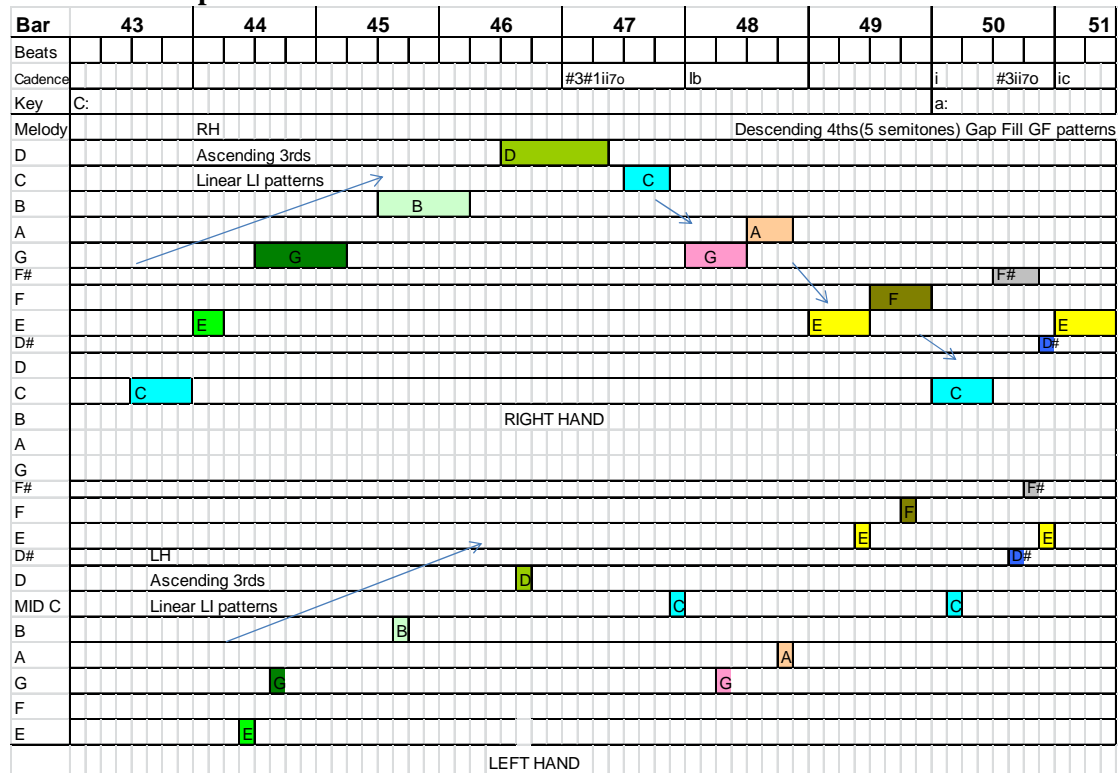 Bar 43 44 45 46 47 48 49 50 51
Beats
Cadence #3#1ii7o Ib i #3ii7o ic
Key C: a:
Melody RH Descending 4ths(5 semitones) Gap Fill GF patterns
D Ascending 3rds D
C Linear LI patterns C
B B
A A
G G G
F# F#
F F
E E E E
D# D#
D
C C C
B RIGHT HAND
A
G
F# F#
F F
E E E
D# LH D#
D Ascending 3rds D
MID C Linear LI patterns C C
B B
A A
G G G
F
E E
LEFT HAND